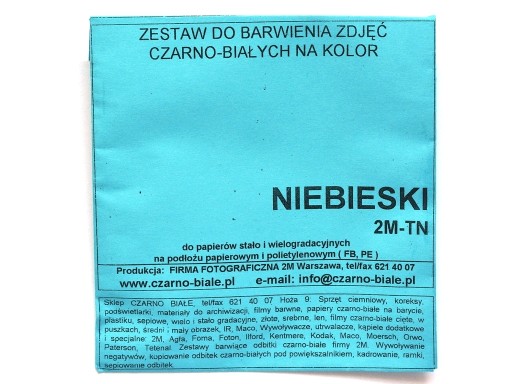 ZESTAW DO BARWIENIA ZDJĘĆ
CZARNO-BIAŁYCH NA KOLOR
NIEBIESKI
2M-TN
do papierów stało i wielogradacyjnych
na podłożu papierowym i polietylenowym ( FB, PE )
Produkcja: FIRMA FOTOGRAFICZNA 2M Warszawa, tel/fax 621 40 07
www.czarno-biale.pl e-mail: info@czarno-biale.pl
Sklep CZARNO BIAŁE, tel/fax 621 40 07 Hoża 9: Sprzęt ciemniowy, koreksy,
podświetlarki, materiały do archiwizacji, filmy barwne, papiery czarno-białe na barycie,
plastiku, sepiowe, wielo i stało gradacyjne, złote, srebrne, len, filmy czarno-białe cięte, w
puszkach, średni i mały obrazek, IR, Maco, Wywoływacze, utrwalacze, kąpiele dodatkowe
i specjalne: 2M, Agfa, Foma, Foton, Ilford, Kentmere, Kodak, Maco, Moersch, Orwo,
Paterson, Tetenal. Zestawy barwiące odbitki czarno-białe firmy 2M. Wywoływanie
negatywów, kopiowanie odbitek czarno-białych pod powiększalnikiem, kadrowanie, ramki,
sepiowanie odbitek.